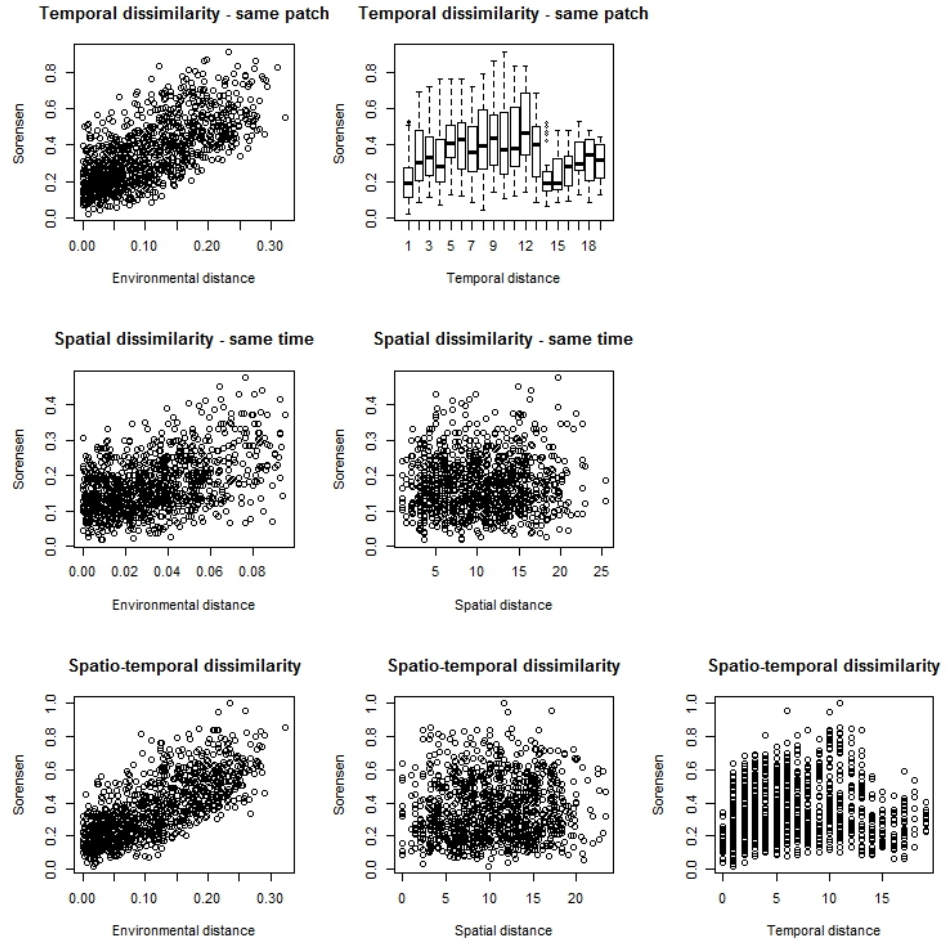 Temporal dissimilarity - same patch
Sorensen
0.0 0.2 0.4 0.6 0.8
0.00 0.10 0.20 0.30
Environmental distance
Temporal dissimilarity - same patch
Sorensen
0.0 0.2 0.4 0.6 0.8
1 3 5 7 9 12 15 18
Temporal distance
Spatial dissimilarity - same time
Sorensen
0.0 0.1 0.2 0.3 0.4
0.00 0.02 0.04 0.06 0.08
Environmental distance
Spatial dissimilarity - same time
Sorensen
0.0 0.1 0.2 0.3 0.4
5 10 15 20 25
Spatial distance
Spatio-temporal dissimilarity
Sorensen
0.0 0.2 0.4 0.6 0.8 1.0
0.00 0.10 0.20 0.30
Environmental distance
Spatio-temporal dissimilarity
Sorensen
0.0 0.2 0.4 0.6 0.8 1.0
0 5 10 15 20
Spatial distance
Spatio-temporal dissimilarity
Sorensen
0.0 0.2 0.4 0.6 0.8 1.0
0 5 10 15
Temporal distance